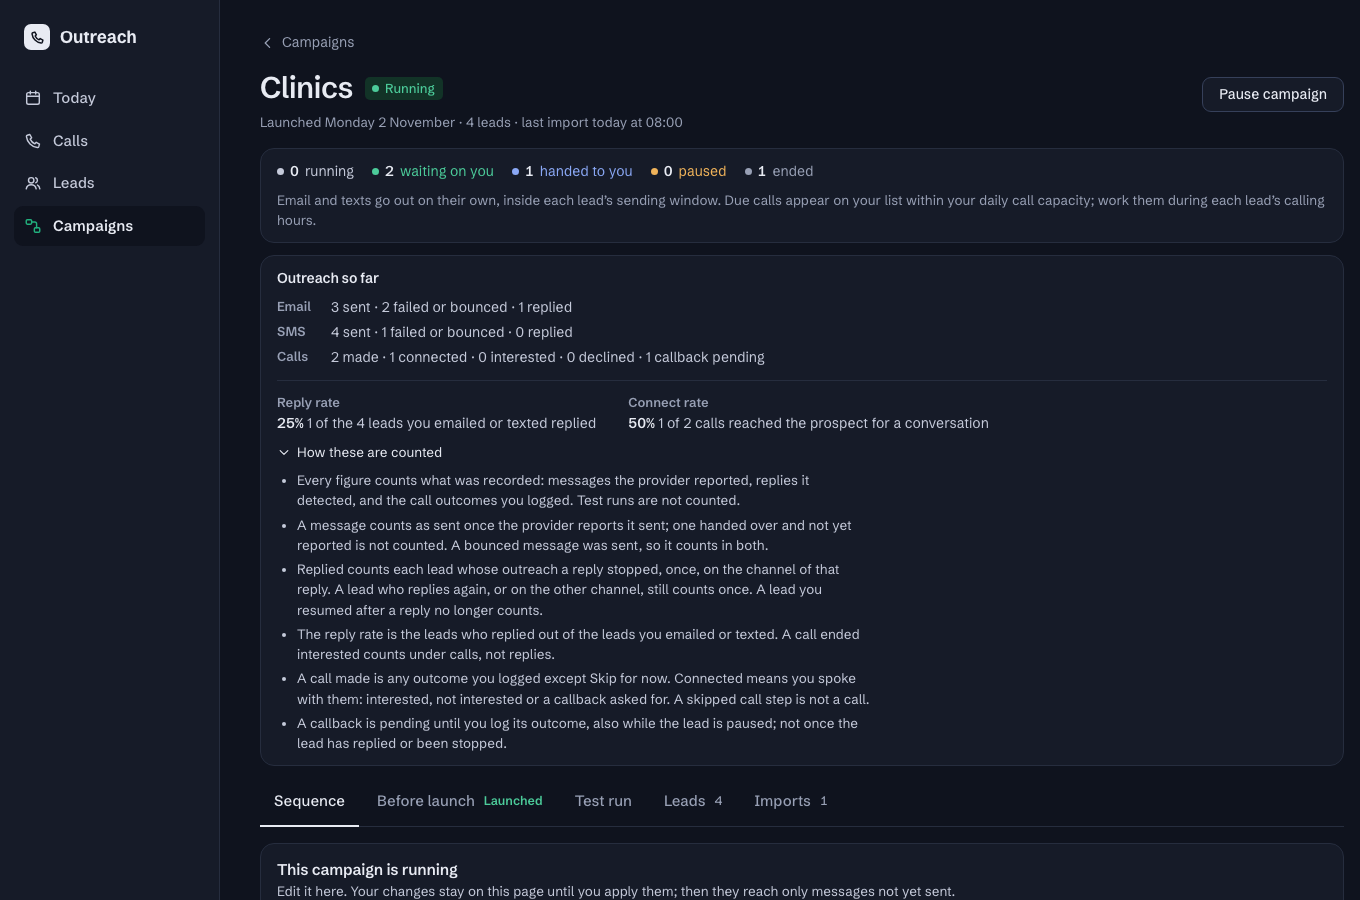 Outreach
Today
Calls
Leads
Campaigns
Campaigns
Clinics
Running
Pause campaign
Launched Monday 2 November · 4 leads · last import today at 08:00
0 running 2 waiting on you 1 handed to you 0 paused 1 ended
Email and texts go out on their own, inside each lead’s sending window. Due calls appear on your list within your daily call capacity; work them during each lead’s calling
hours.
Outreach so far
Email 3 sent · 2 failed or bounced · 1 replied
SMS 4 sent · 1 failed or bounced · 0 replied
Calls 2 made · 1 connected · 0 interested · 0 declined · 1 callback pending
Reply rate
25% 1 of the 4 leads you emailed or texted replied
Connect rate
50% 1 of 2 calls reached the prospect for a conversation
How these are counted
• Every figure counts what was recorded: messages the provider reported, replies it
detected, and the call outcomes you logged. Test runs are not counted.
• A message counts as sent once the provider reports it sent; one handed over and not yet
reported is not counted. A bounced message was sent, so it counts in both.
• Replied counts each lead whose outreach a reply stopped, once, on the channel of that
reply. A lead who replies again, or on the other channel, still counts once. A lead you
resumed after a reply no longer counts.
• The reply rate is the leads who replied out of the leads you emailed or texted. A call ended
interested counts under calls, not replies.
• A call made is any outcome you logged except Skip for now. Connected means you spoke
with them: interested, not interested or a callback asked for. A skipped call step is not a call.
• A callback is pending until you log its outcome, also while the lead is paused; not once the
lead has replied or been stopped.
Sequence Before launch Launched Test run Leads 4 Imports 1
This campaign is running
Edit it here. Your changes stay on this page until you apply them; then they reach only messages not yet sent.